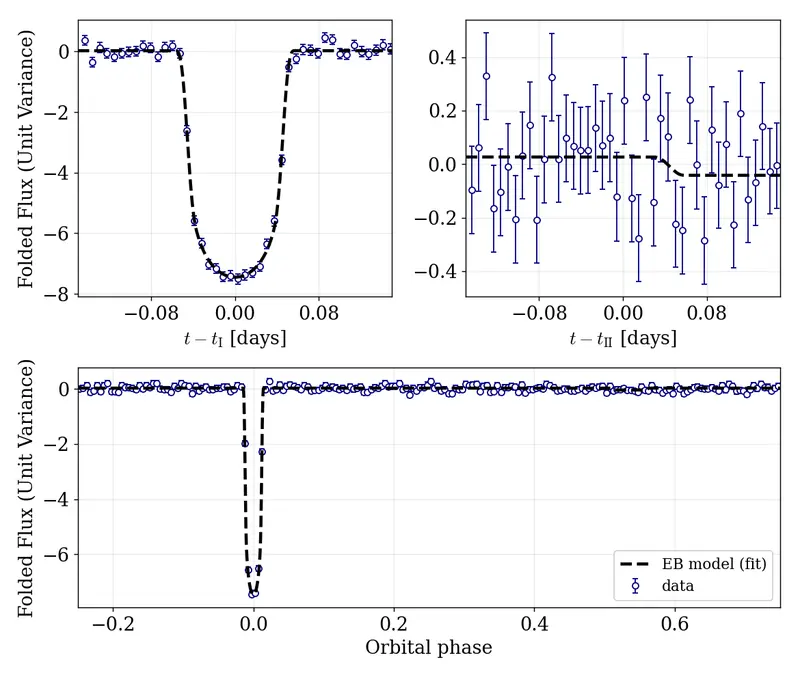 Folded Flux (Unit Variance)
0
−2
−4
−6
−8
−0.08 0.00 0.08
t − t_I [days]
0.4
0.2
0.0
−0.2
−0.4
−0.08 0.00 0.08
t − t_II [days]
Folded Flux (Unit Variance)
0
−2
−4
−6
−0.2 0.0 0.2 0.4 0.6
Orbital phase
EB model (fit)
data